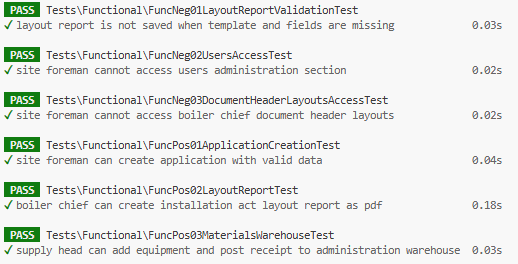 PASS Tests\Functional\FuncNeg01LayoutReportValidationTest
✓ layout report is not saved when template and fields are missing 0.03s
PASS Tests\Functional\FuncNeg02UsersAccessTest
✓ site foreman cannot access users administration section 0.02s
PASS Tests\Functional\FuncNeg03DocumentHeaderLayoutsAccessTest
✓ site foreman cannot access boiler chief document header layouts 0.02s
PASS Tests\Functional\FuncPos01ApplicationCreationTest
✓ site foreman can create application with valid data 0.04s
PASS Tests\Functional\FuncPos02LayoutReportTest
✓ boiler chief can create installation act layout report as pdf 0.18s
PASS Tests\Functional\FuncPos03MaterialsWarehouseTest
✓ supply head can add equipment and post receipt to administration warehouse 0.03s